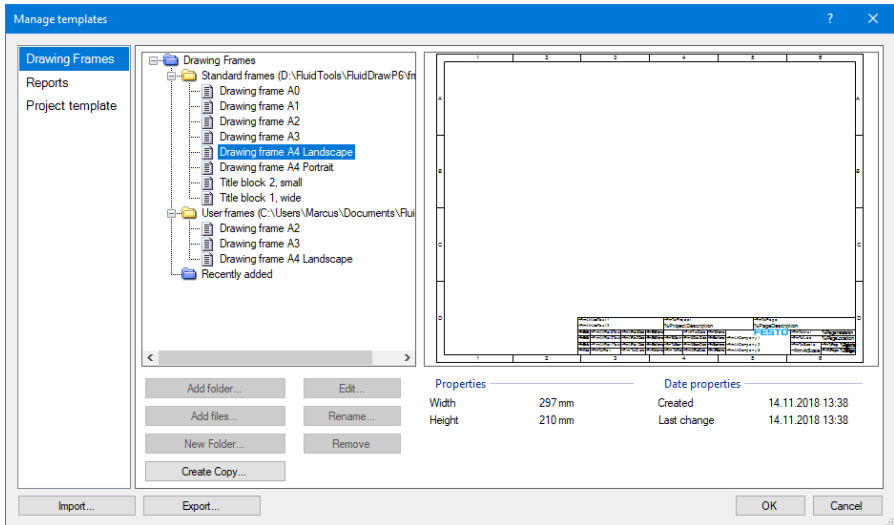 Manage templates
?
Drawing Frames
Reports
Project template
Drawing Frames
Standard frames (D:\FluidTools\FluidDrawP6\fn
Drawing frame A0
Drawing frame A1
Drawing frame A2
Drawing frame A3
Drawing frame A4 Landscape
Drawing frame A4 Portrait
Title block 2, small
Title block 1, wide
User frames (C:\Users\Marcus\Documents\Flui
Drawing frame A2
Drawing frame A3
Drawing frame A4 Landscape
Recently added
1 2 3 4 5 6
A A
B B
C C
D D
%ProjectDescription %PageDescription
FESTO
1 2 3 4 5 6
Add folder... Edit...
Add files... Rename...
New Folder... Remove
Create Copy...
Properties
Width 297 mm
Height 210 mm
Date properties
Created 14.11.2018 13:38
Last change 14.11.2018 13:38
Import... Export... OK Cancel